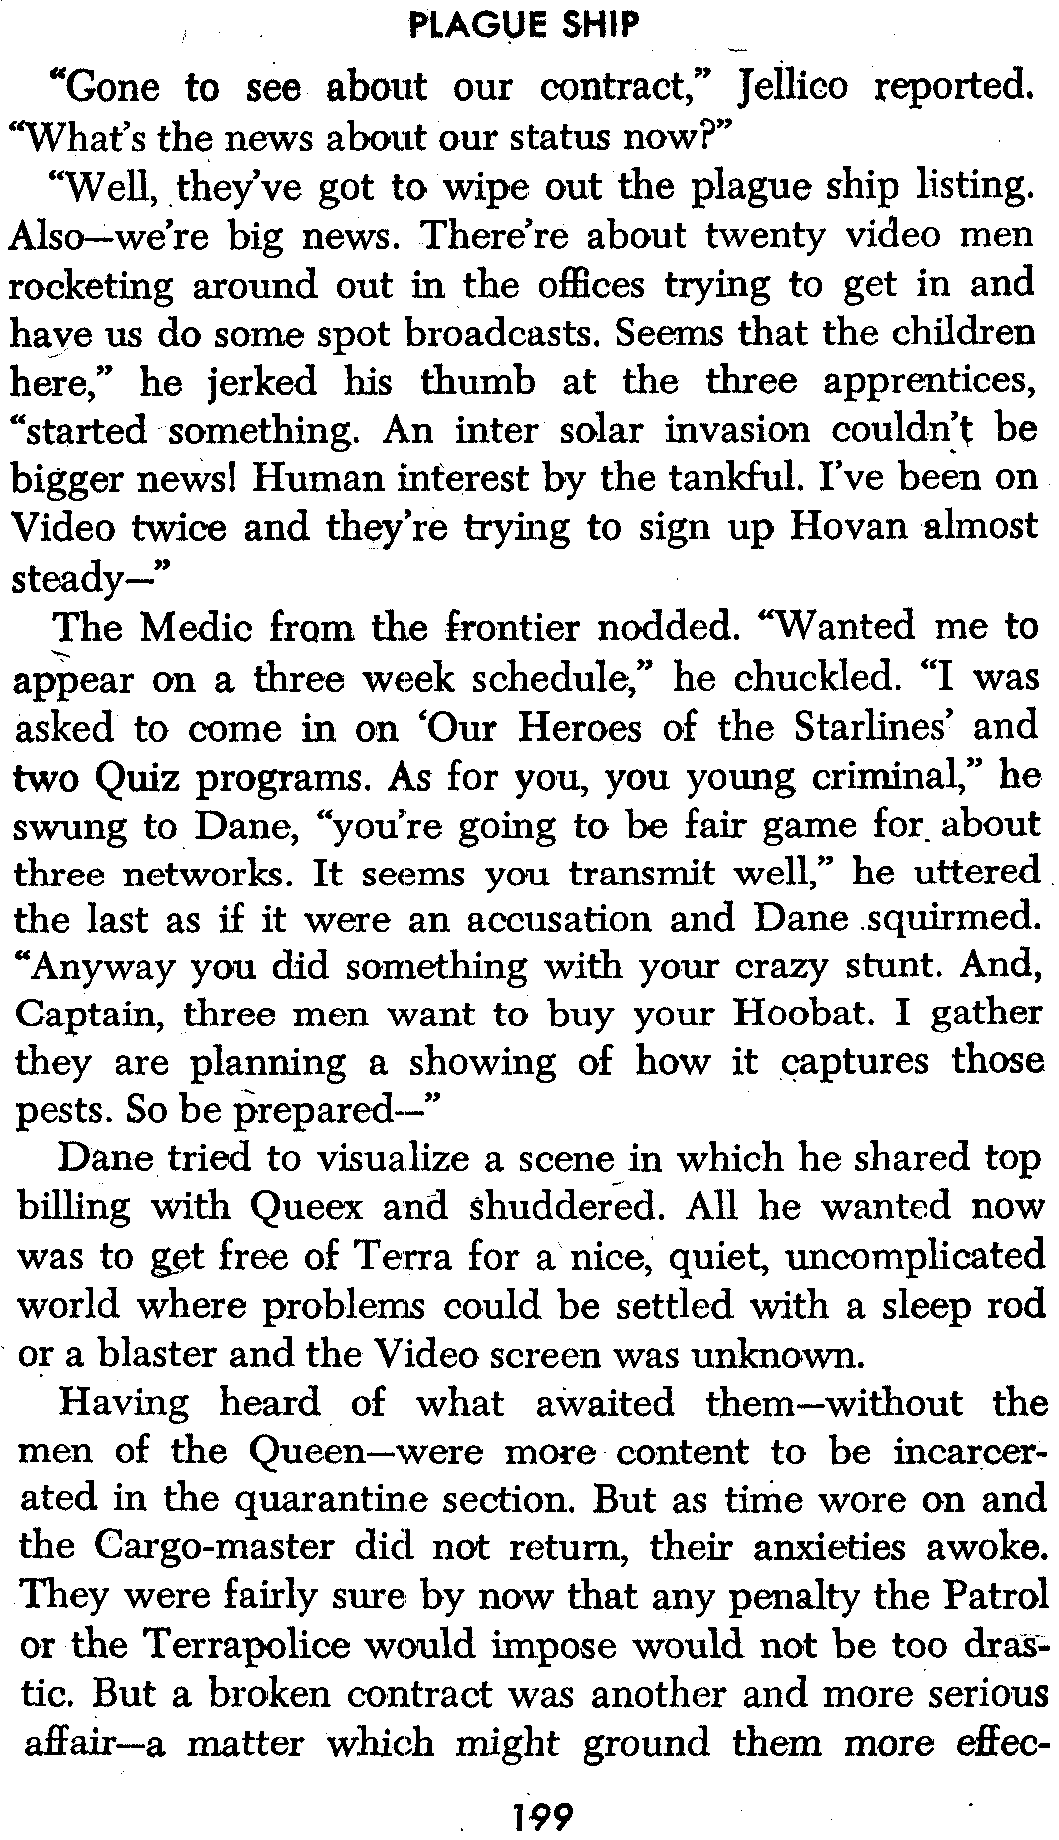 PLAGUE SHIP
“Gone to see about our contract,” Jellico reported.
“What’s the news about our status now?”
“Well, they’ve got to wipe out the plague ship listing.
Also—we’re big news. There’re about twenty video men
rocketing around out in the offices trying to get in and
have us do some spot broadcasts. Seems that the children
here,” he jerked his thumb at the three apprentices,
“started something. An inter solar invasion couldn’t be
bigger news! Human interest by the tankful. I’ve been on
Video twice and they’re trying to sign up Hovan almost
steady—”
The Medic from the frontier nodded. “Wanted me to
appear on a three week schedule,” he chuckled. “I was
asked to come in on ‘Our Heroes of the Starlines’ and
two Quiz programs. As for you, you young criminal,” he
swung to Dane, “you’re going to be fair game for about
three networks. It seems you transmit well,” he uttered
the last as if it were an accusation and Dane squirmed.
“Anyway you did something with your crazy stunt. And,
Captain, three men want to buy your Hoobat. I gather
they are planning a showing of how it captures those
pests. So be prepared—”
Dane tried to visualize a scene in which he shared top
billing with Queex and shuddered. All he wanted now
was to get free of Terra for a nice, quiet, uncomplicated
world where problems could be settled with a sleep rod
or a blaster and the Video screen was unknown.
Having heard of what awaited them—without the
men of the Queen—were more content to be incarcer-
ated in the quarantine section. But as time wore on and
the Cargo-master did not return, their anxieties awoke.
They were fairly sure by now that any penalty the Patrol
or the Terrapolice would impose would not be too dras-
tic. But a broken contract was another and more serious
affair—a matter which might ground them more effec-
199